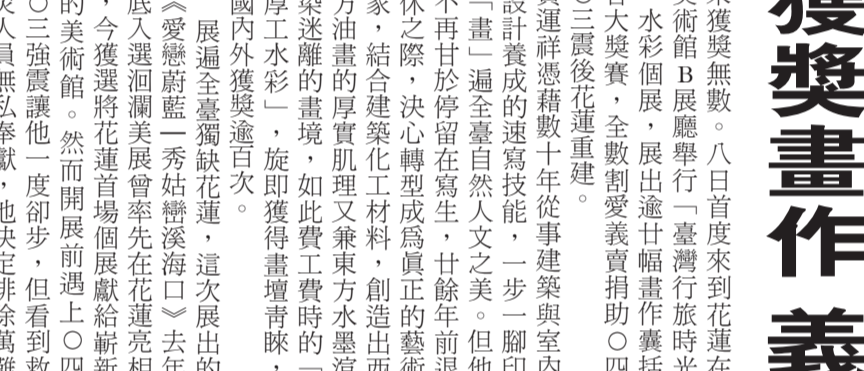 獲獎畫作 義
來獲獎無數。八日首度來到花蓮在
美術館B展廳舉行「臺灣行旅時光
水彩個展,展出逾廿幅畫作囊括
各大獎賽,全數割愛義賣捐助〇四
〇三震後花蓮重建。
黃運祥憑藉數十年從事建築與室內
設計養成的速寫技能,一步一腳印
「畫」遍全臺自然人文之美。但他
不再甘於停留在寫生,廿餘年前退
休之際,決心轉型成為真正的藝術
家,結合建築化工材料,創造出西
方油畫的厚實肌理又兼東方水墨渲
染迷離的畫境,如此費工費時的「
厚工水彩」,旋即獲得畫壇青睞,
國內外獲獎逾百次。
展遍全臺獨缺花蓮,這次展出的
《愛戀蔚藍—秀姑巒溪海口》去年
底入選洄瀾美展曾率先在花蓮亮相
,今獲選將花蓮首場個展獻給嶄新
的美術館。然而開展前遇上〇四
〇三強震讓他一度卻步,但看到救
災人員無私奉獻,也決定排除萬難